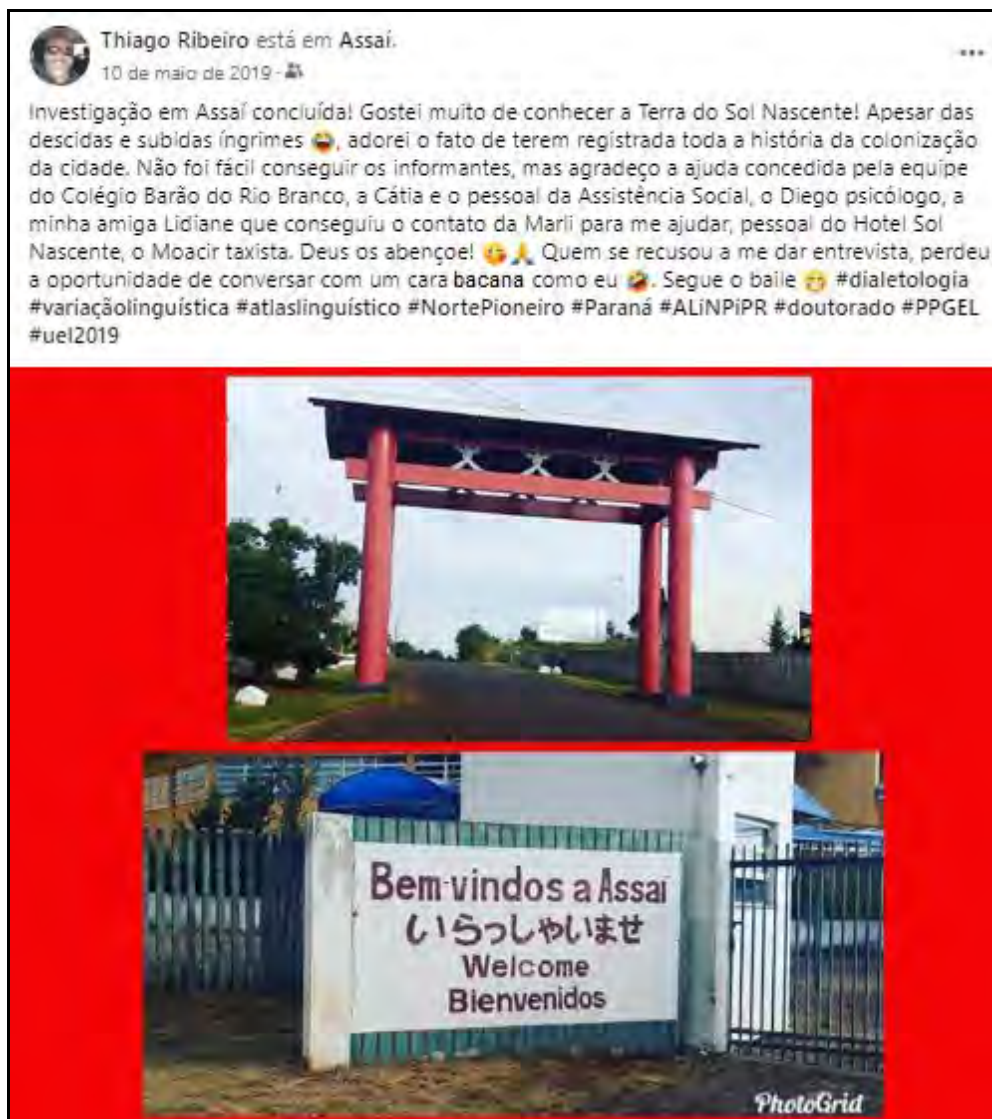 Thiago Ribeiro está em Assaí.
10 de maio de 2019 ·
Investigação em Assaí concluída! Gostei muito de conhecer a Terra do Sol Nascente! Apesar das
descidas e subidas íngrimes 😂, adorei o fato de terem registrada toda a história da colonização
da cidade. Não foi fácil conseguir os informantes, mas agradeço a ajuda concedida pela equipe
do Colégio Barão do Rio Branco, a Cátia e o pessoal da Assistência Social, o Diego psicólogo, a
minha amiga Lidiane que conseguiu o contato da Marli para me ajudar, pessoal do Hotel Sol
Nascente, o Moacir taxista. Deus os abençoe! 😘🙏 Quem se recusou a me dar entrevista, perdeu
a oportunidade de conversar com um cara bacana como eu 🤣. Segue o baile 😁 #dialetologia
#variaçãolinguística #atlaslinguístico #NortePioneiro #Paraná #ALiNPiPR #doutorado #PPGEL
#uel2019
Bem-vindos a Assaí
いらっしゃいませ
Welcome
Bienvenidos
PhotoGrid